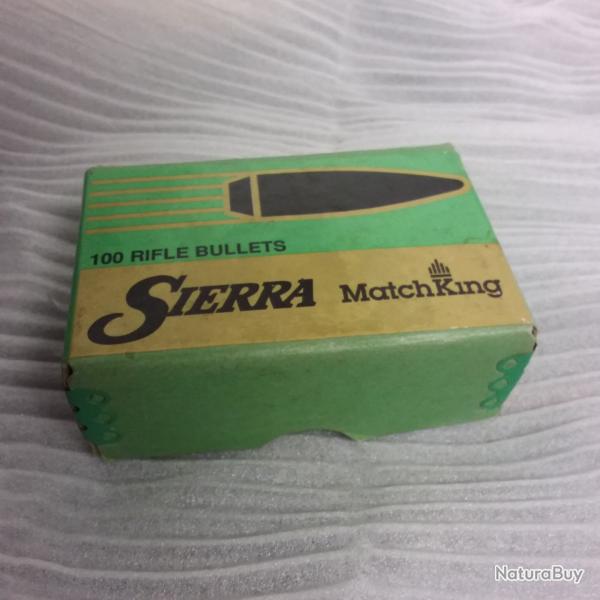 100 RIFLE BULLETS
SIERRA MatchKing
NaturaBuy